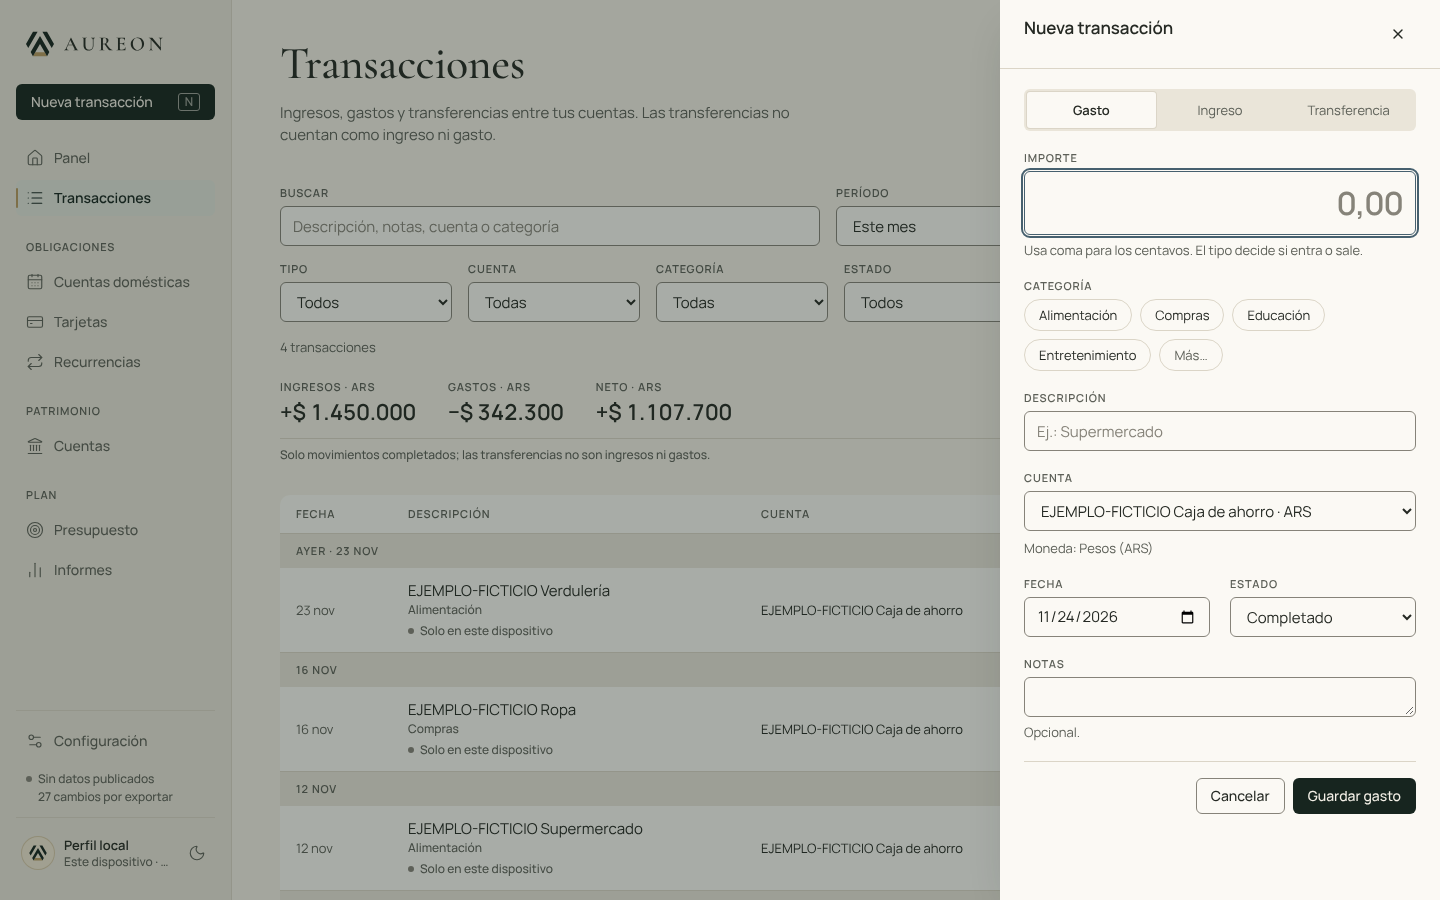 AUREON
Nueva transacción N
Panel
Transacciones
OBLIGACIONES
Cuentas domésticas
Tarjetas
Recurrencias
PATRIMONIO
Cuentas
PLAN
Presupuesto
Informes
Configuración
Sin datos publicados
27 cambios por exportar
Perfil local
Este dispositivo · ...
Transacciones
Ingresos, gastos y transferencias entre tus cuentas. Las transferencias no
cuentan como ingreso ni gasto.
BUSCAR
Descripción, notas, cuenta o categoría
PERÍODO
Este mes
TIPO
Todos
CUENTA
Todas
CATEGORÍA
Todas
ESTADO
Todos
4 transacciones
INGRESOS · ARS
+$ 1.450.000
GASTOS · ARS
−$ 342.300
NETO · ARS
+$ 1.107.700
Solo movimientos completados; las transferencias no son ingresos ni gastos.
FECHA DESCRIPCIÓN CUENTA
AYER · 23 NOV
23 nov
EJEMPLO-FICTICIO Verdulería
Alimentación
Solo en este dispositivo
EJEMPLO-FICTICIO Caja de ahorro
16 NOV
16 nov
EJEMPLO-FICTICIO Ropa
Compras
Solo en este dispositivo
EJEMPLO-FICTICIO Caja de ahorro
12 NOV
12 nov
EJEMPLO-FICTICIO Supermercado
Alimentación
Solo en este dispositivo
EJEMPLO-FICTICIO Caja de ahorro
Nueva transacción
Gasto Ingreso Transferencia
IMPORTE
0,00
Usa coma para los centavos. El tipo decide si entra o sale.
CATEGORÍA
Alimentación Compras Educación
Entretenimiento Más...
DESCRIPCIÓN
Ej.: Supermercado
CUENTA
EJEMPLO-FICTICIO Caja de ahorro · ARS
Moneda: Pesos (ARS)
FECHA
11/24/2026
ESTADO
Completado
NOTAS
Opcional.
Cancelar Guardar gasto